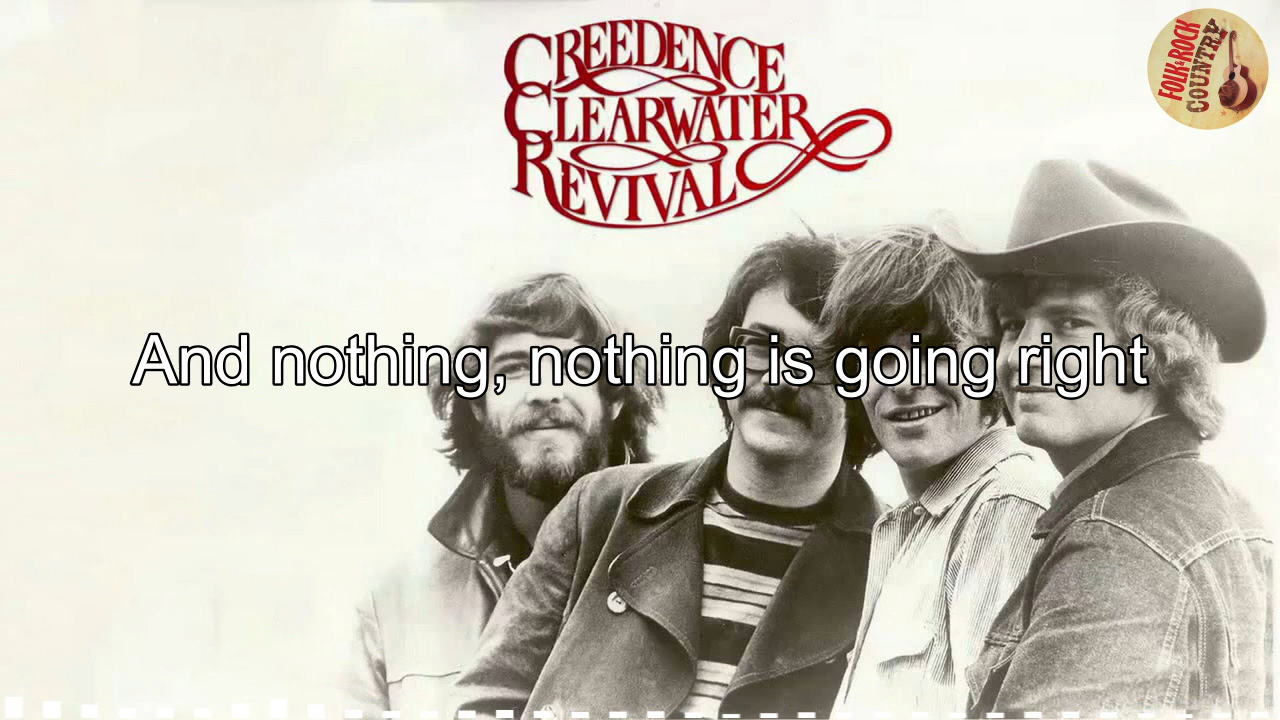 CREEDENCE
CLEARWATER
REVIVAL
FOLK & ROCK
COUNTRY
And nothing, nothing is going right